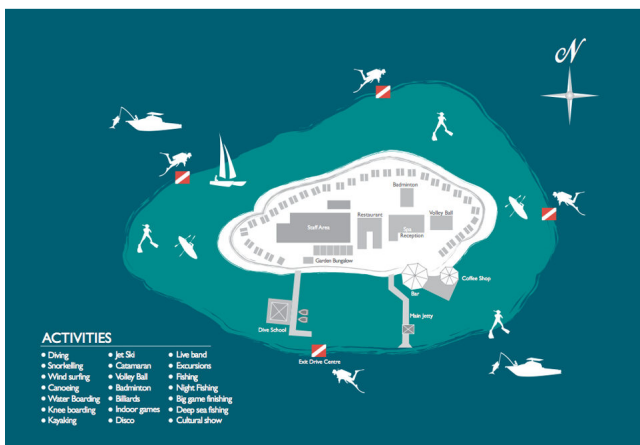 N
Badminton
Restaurant
Volley Ball
Staff Area
Spa
Reception
Garden Bungalow
Coffee Shop
Bar
Main Jetty
Dive School
Exit Drive Centre
ACTIVITIES
• Diving
• Snorkelling
• Wind surfing
• Canoeing
• Water Boarding
• Knee boarding
• Kayaking
• Jet Ski
• Catamaran
• Volley Ball
• Badminton
• Billiards
• Indoor games
• Disco
• Live band
• Excursions
• Fishing
• Night Fishing
• Big game finishing
• Deep sea fishing
• Cultural show